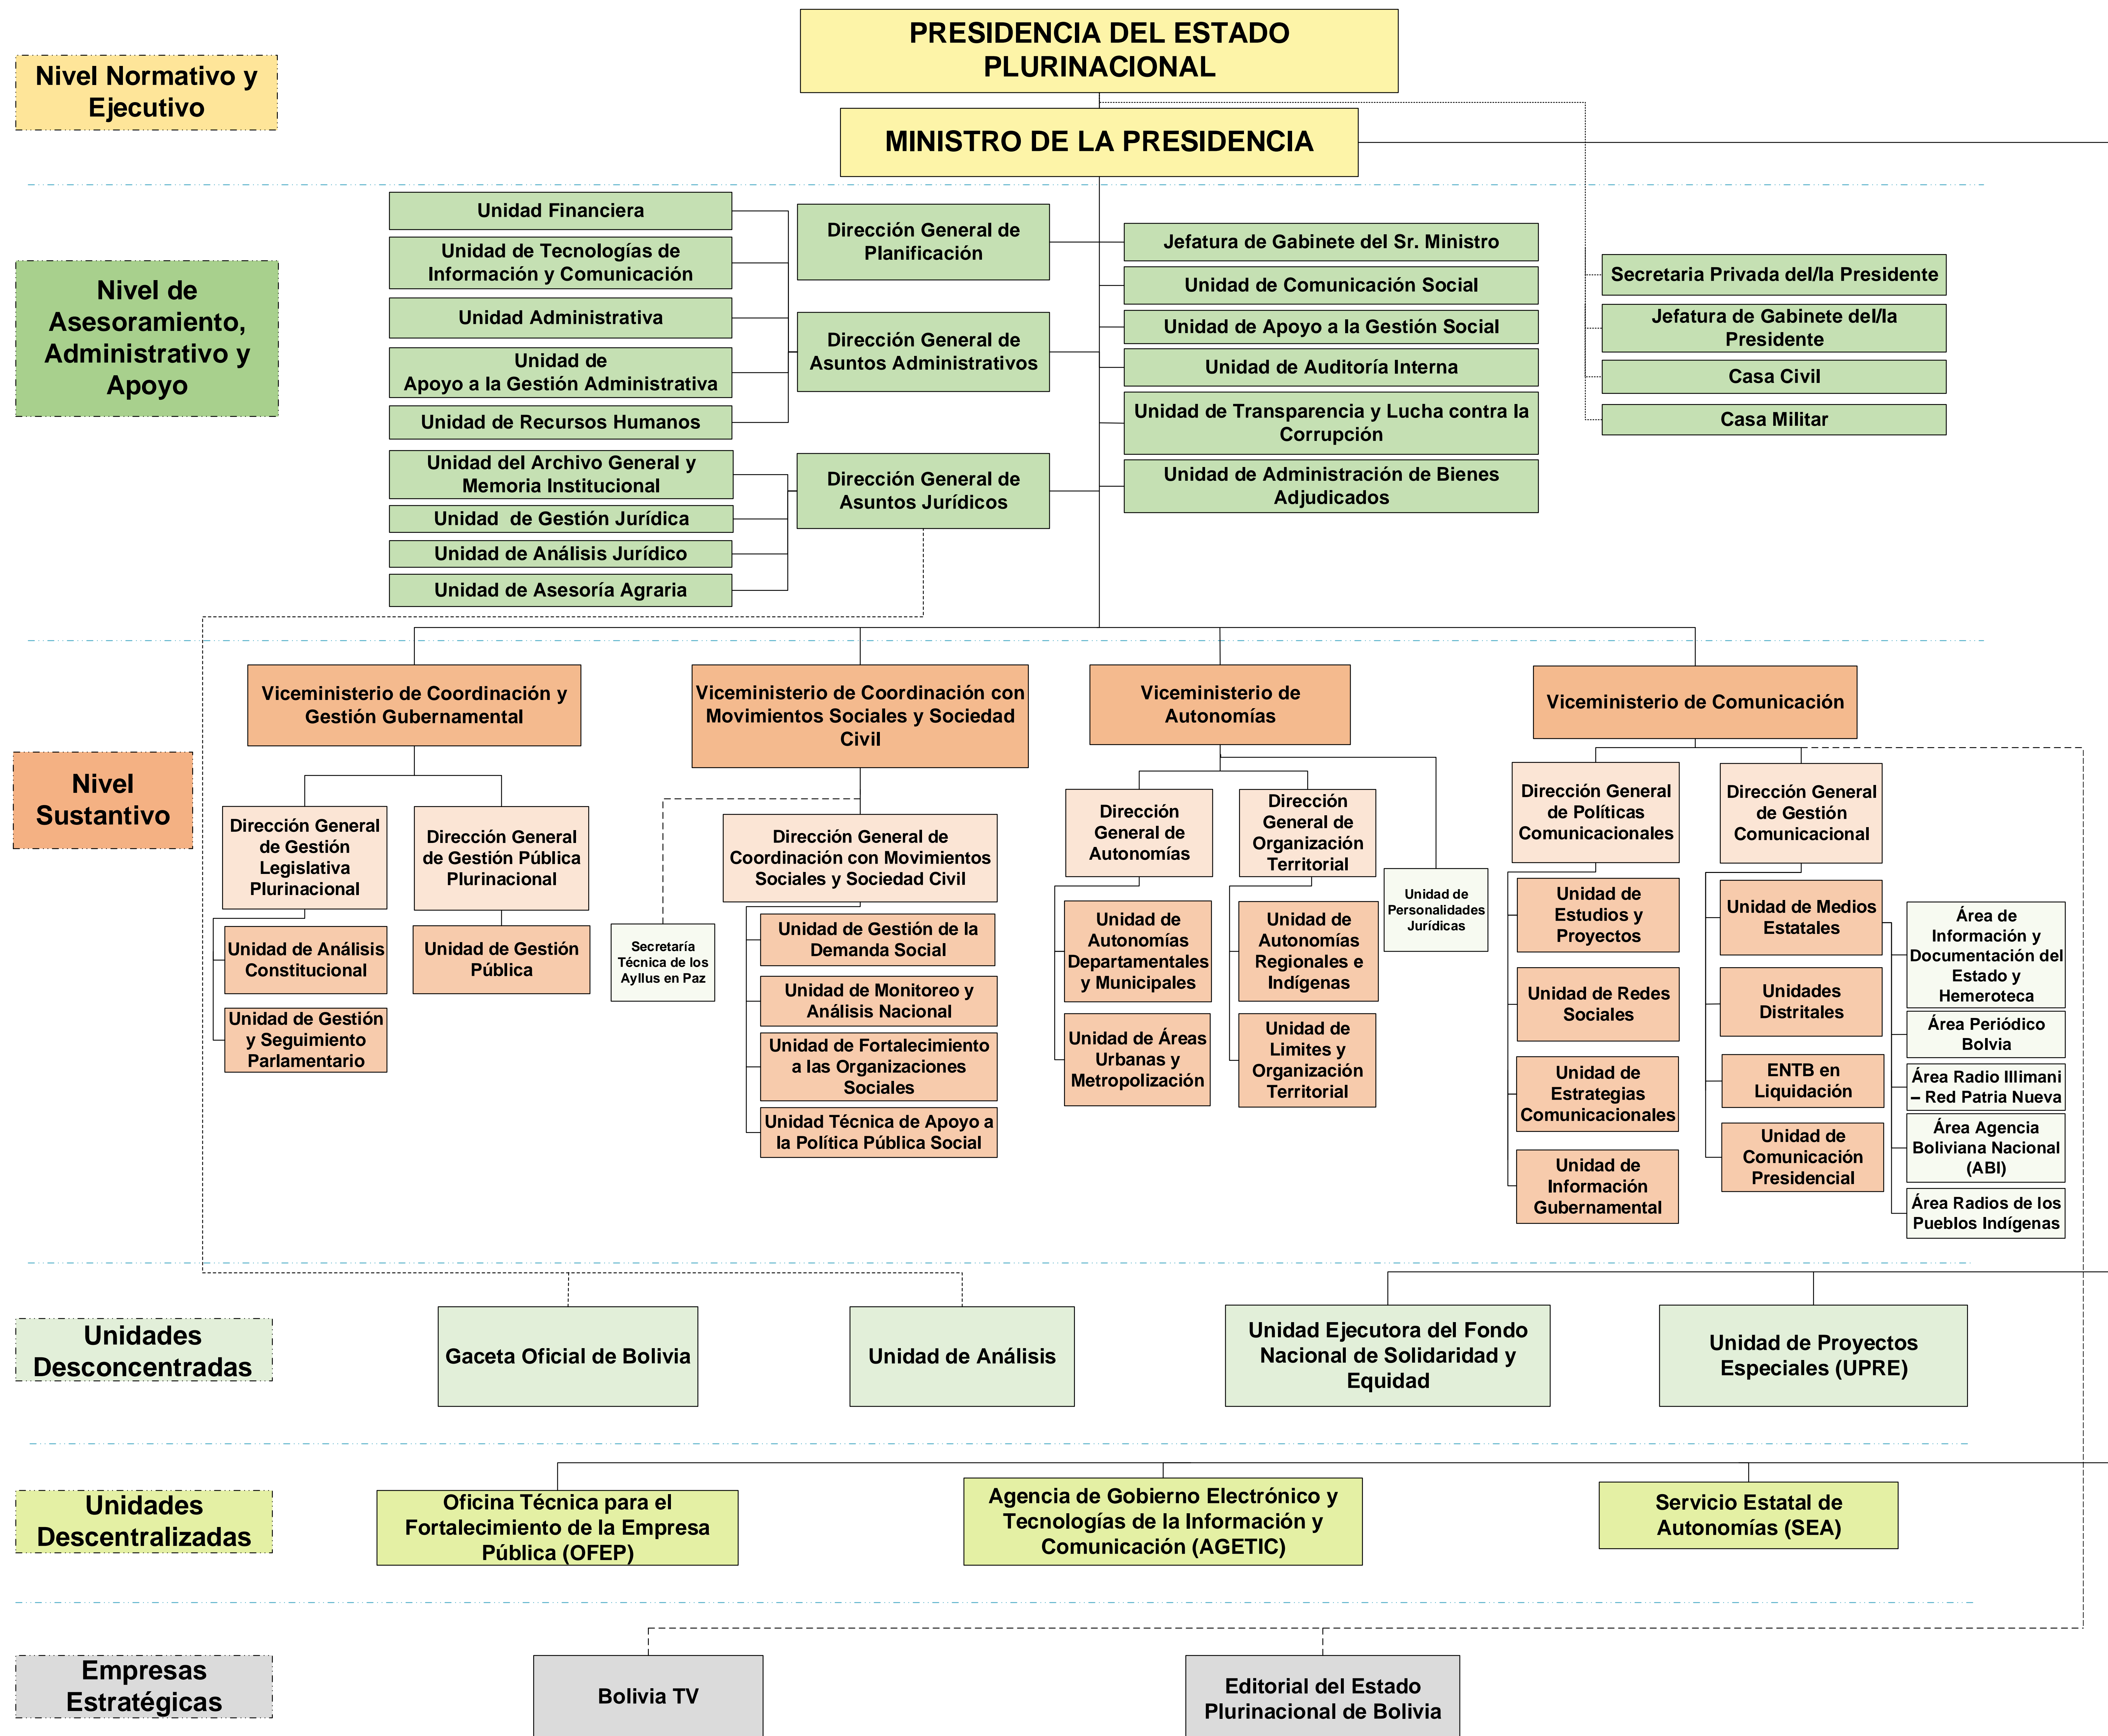 PRESIDENCIA DEL ESTADO
PLURINACIONAL
Nivel Normativo y
Ejecutivo
MINISTRO DE LA PRESIDENCIA
Nivel de
Asesoramiento,
Administrativo y
Apoyo
Unidad Financiera
Unidad de Tecnologías de
Información y Comunicación
Unidad Administrativa
Unidad de
Apoyo a la Gestión Administrativa
Unidad de Recursos Humanos
Unidad del Archivo General y
Memoria Institucional
Unidad de Gestión Jurídica
Unidad de Análisis Jurídico
Unidad de Asesoría Agraria
Dirección General de
Planificación
Dirección General de
Asuntos Administrativos
Dirección General de
Asuntos Jurídicos
Jefatura de Gabinete del Sr. Ministro
Unidad de Comunicación Social
Unidad de Apoyo a la Gestión Social
Unidad de Auditoría Interna
Unidad de Transparencia y Lucha contra la
Corrupción
Unidad de Administración de Bienes
Adjudicados
Secretaria Privada del/la Presidente
Jefatura de Gabinete del/la
Presidente
Casa Civil
Casa Militar
Nivel
Sustantivo
Viceministerio de Coordinación y
Gestión Gubernamental
Dirección General
de Gestión
Legislativa
Plurinacional
Unidad de Análisis
Constitucional
Unidad de Gestión
y Seguimiento
Parlamentario
Dirección General
de Gestión Pública
Plurinacional
Unidad de Gestión
Pública
Viceministerio de Coordinación con
Movimientos Sociales y Sociedad
Civil
Secretaría
Técnica de los
Ayllus en Paz
Dirección General de
Coordinación con Movimientos
Sociales y Sociedad Civil
Unidad de Gestión de la
Demanda Social
Unidad de Monitoreo y
Análisis Nacional
Unidad de Fortalecimiento
a las Organizaciones
Sociales
Unidad Técnica de Apoyo a
la Política Pública Social
Viceministerio de
Autonomías
Dirección
General de
Autonomías
Unidad de
Autonomías
Departamentales
y Municipales
Unidad de Áreas
Urbanas y
Metropolización
Dirección
General de
Organización
Territorial
Unidad de
Autonomías
Regionales e
Indígenas
Unidad de
Limites y
Organización
Territorial
Unidad de
Personalidades
Jurídicas
Viceministerio de Comunicación
Dirección General
de Políticas
Comunicacionales
Unidad de
Estudios y
Proyectos
Unidad de Redes
Sociales
Unidad de
Estrategias
Comunicacionales
Unidad de
Información
Gubernamental
Dirección General
de Gestión
Comunicacional
Unidad de Medios
Estatales
Unidades
Distritales
ENTB en
Liquidación
Unidad de
Comunicación
Presidencial
Área de
Información y
Documentación del
Estado y
Hemeroteca
Área Periódico
Bolvia
Área Radio Illimani
– Red Patria Nueva
Área Agencia
Boliviana Nacional
(ABI)
Área Radios de los
Pueblos Indígenas
Unidades
Desconcentradas
Gaceta Oficial de Bolivia
Unidad de Análisis
Unidad Ejecutora del Fondo
Nacional de Solidaridad y
Equidad
Unidad de Proyectos
Especiales (UPRE)
Unidades
Descentralizadas
Oficina Técnica para el
Fortalecimiento de la Empresa
Pública (OFEP)
Agencia de Gobierno Electrónico y
Tecnologías de la Información y
Comunicación (AGETIC)
Servicio Estatal de
Autonomías (SEA)
Empresas
Estratégicas
Bolivia TV
Editorial del Estado
Plurinacional de Bolivia